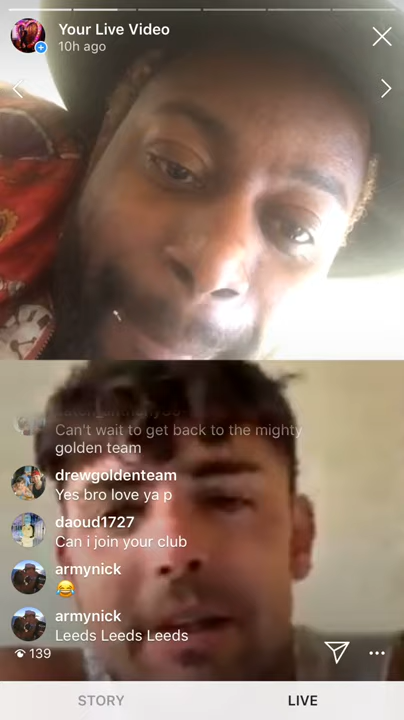 Your Live Video
10h ago
Can't wait to get back to the mighty
golden team
drewgoldenteam
Yes bro love ya p
daoud1727
Can i join your club
armynick
😂
armynick
Leeds Leeds Leeds
139
STORY
LIVE